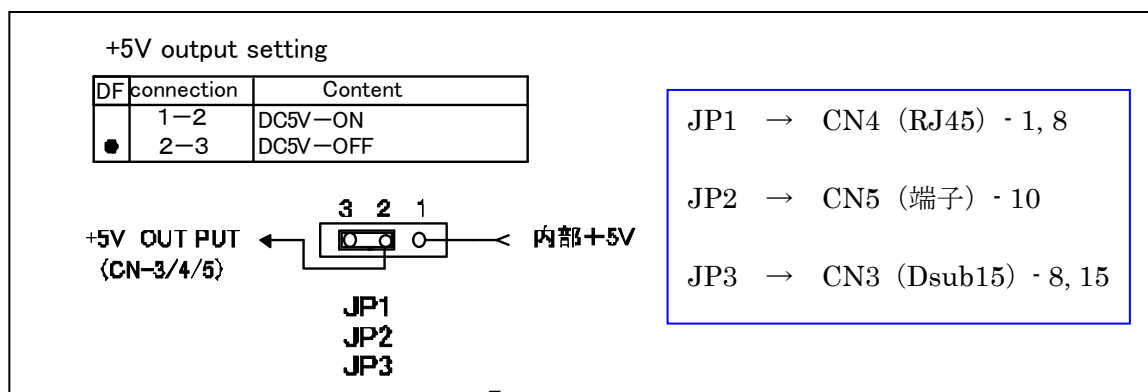 +5V output setting
DF connection Content
1−2 DC5V−ON
● 2−3 DC5V−OFF
3 2 1
+5V OUT PUT
(CN-3/4/5)
内部+5V
JP1
JP2
JP3
JP1 → CN4（RJ45）- 1, 8
JP2 → CN5（端子）- 10
JP3 → CN3（Dsub15）- 8, 15